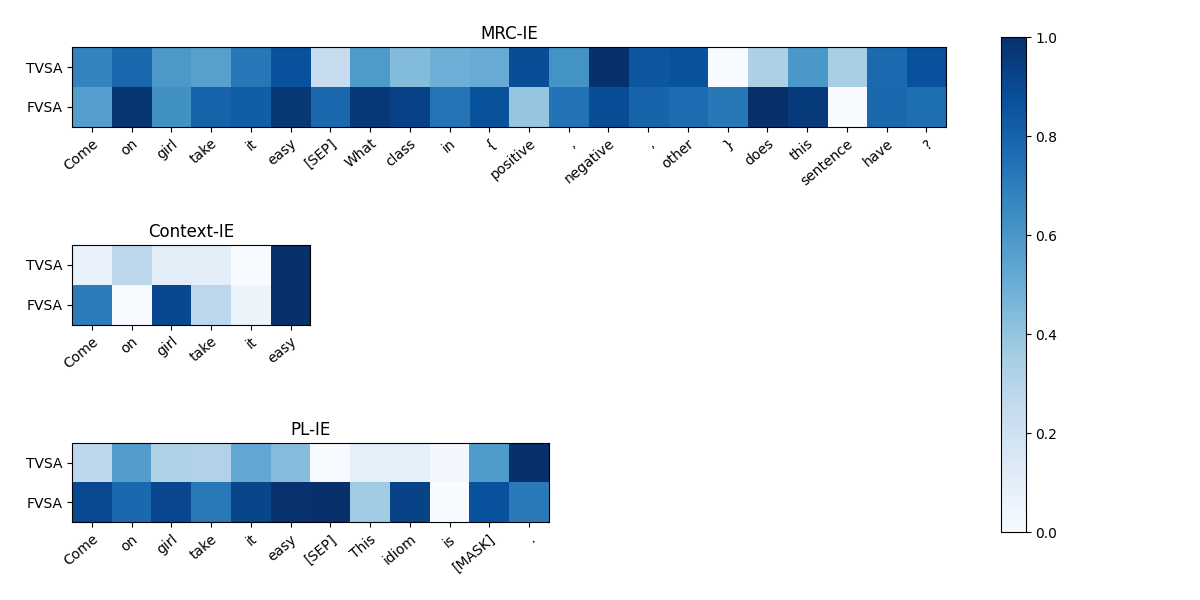 MRC-IE
TVSA
FVSA
Come on girl take it easy [SEP] What class in { positive , negative , other } does this sentence have ?
Context-IE
TVSA
FVSA
Come on girl take it easy
PL-IE
TVSA
FVSA
Come on girl take it easy [SEP] This idiom is [MASK] .
1.0
0.8
0.6
0.4
0.2
0.0